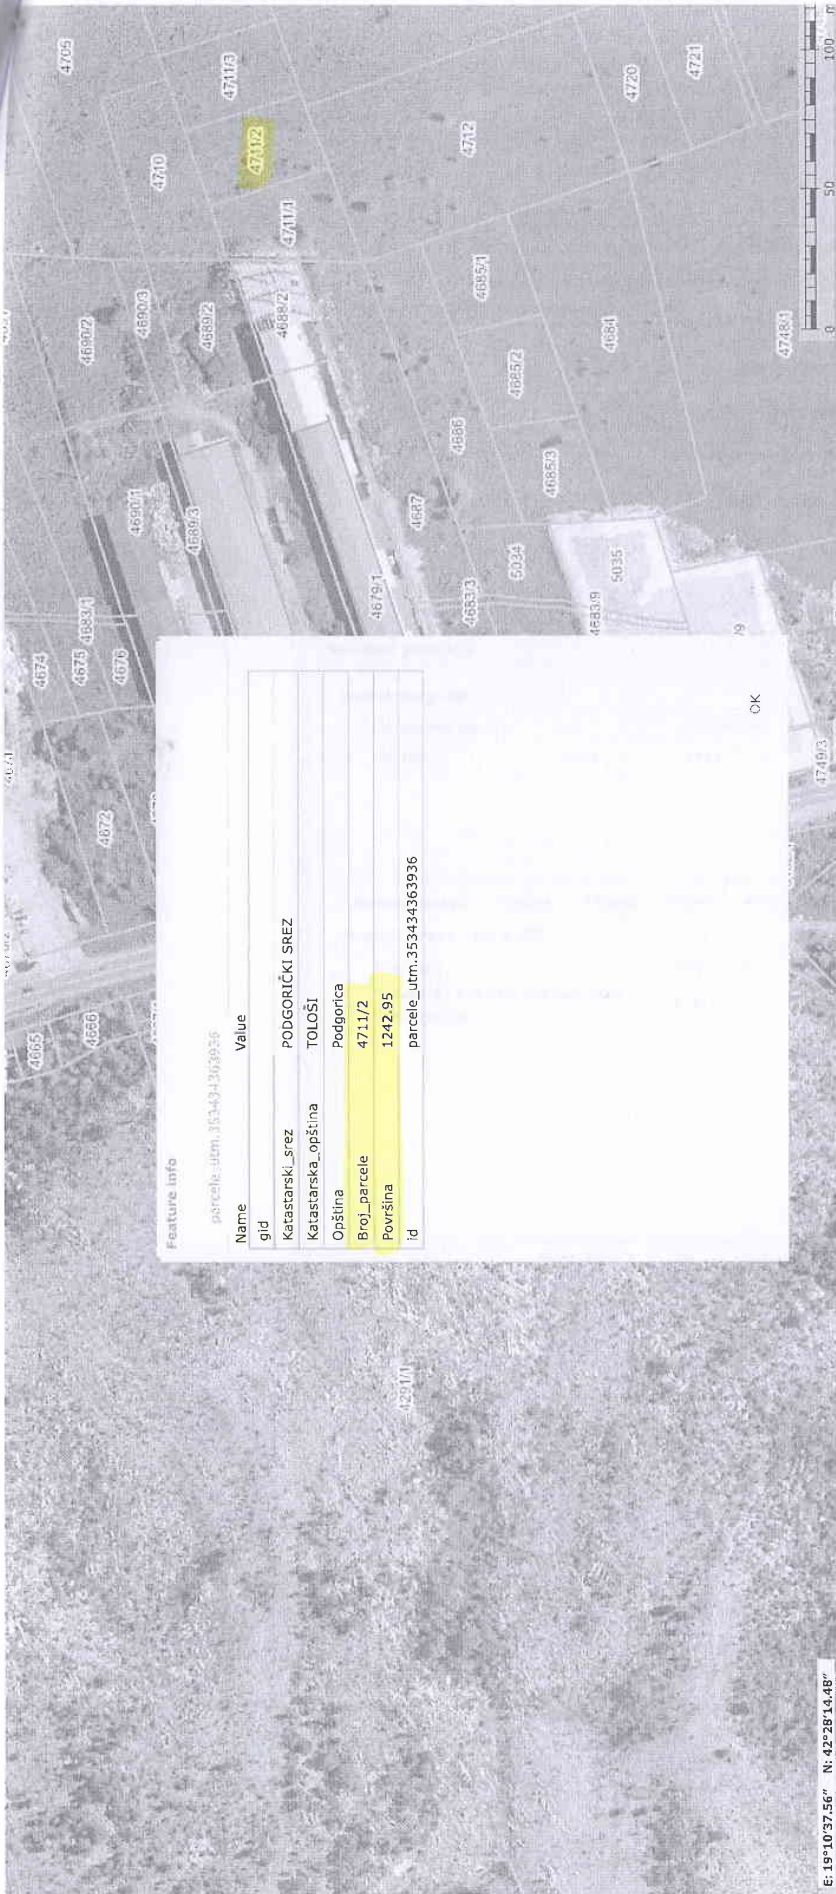 Feature info
parcele_utm.353434363936
Name Value
gid
Katastarski_srez PODGORIČKI SREZ
Katastarska_opština TOLOŠI
Opština Podgorica
Broj_parcele 4711/2
Površina 1242.95
id parcele_utm.353434363936
OK
4665
4666
4672
4674
4675
4676
4683/1
4690/1
4689/3
4690/2
4690/3
4689/2
4688/2
4679/1
4687
4686
4683/3
5034
5035
4683/9
4685/3
4685/2
4685/1
4684
4748/1
4749/3
4705
4710
4711/3
4711/2
4711/1
4712
4720
4721
4291/1
0 50 100 m
E: 19°10'37.56" N: 42°28'14.48"